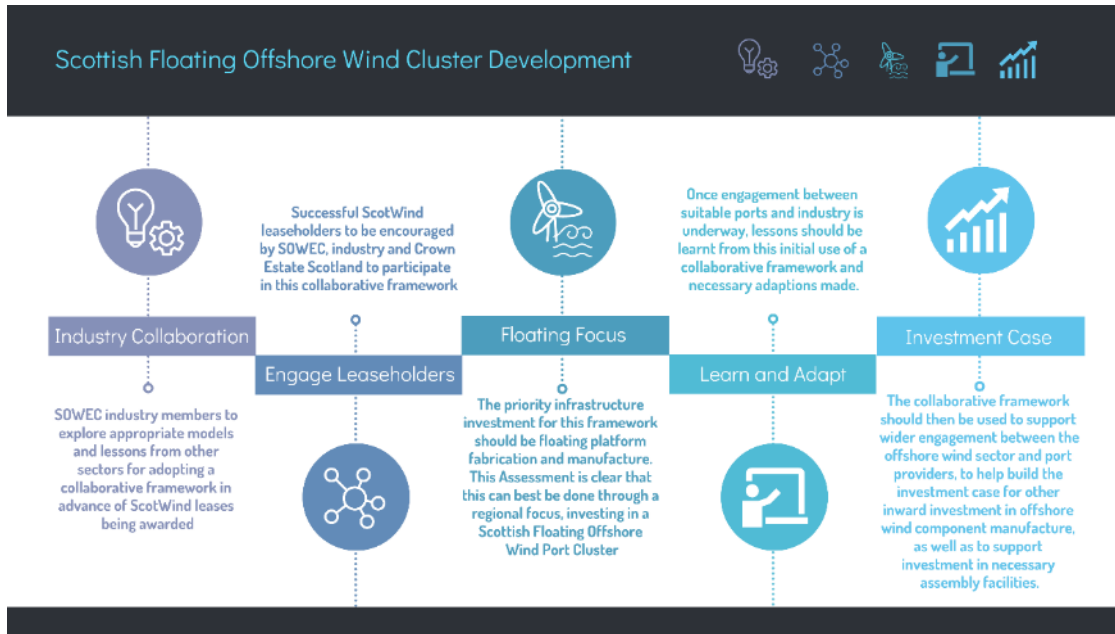 Scottish Floating Offshore Wind Cluster Development
Industry Collaboration
SOWEC industry members to
explore appropriate models
and lessons from other
sectors for adopting a
collaborative framework in
advance of ScotWind leases
being awarded
Successful ScotWind
leaseholders to be encouraged
by SOWEC, industry and Crown
Estate Scotland to participate
in this collaborative framework
Engage Leaseholders
Floating Focus
The priority infrastructure
investment for this framework
should be floating platform
fabrication and manufacture.
This Assessment is clear that
this can best be done through a
regional focus, investing in a
Scottish Floating Offshore
Wind Port Cluster
Once engagement between
suitable ports and industry is
underway, lessons should be
learnt from this initial use of a
collaborative framework and
necessary adaptions made.
Learn and Adapt
Investment Case
The collaborative framework
should then be used to support
wider engagement between the
offshore wind sector and port
providers, to help build the
investment case for other
inward investment in offshore
wind component manufacture,
as well as to support
investment in necessary
assembly facilities.